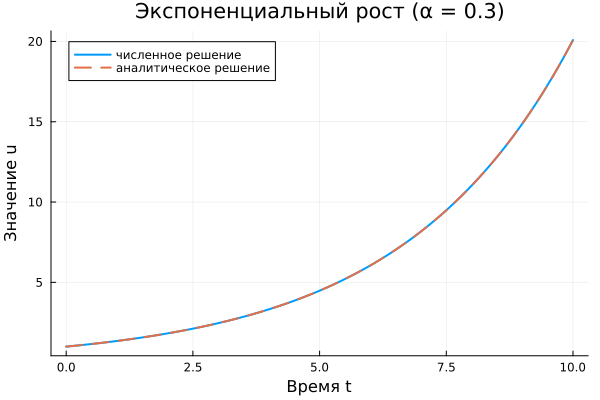 Экспоненциальный рост (α = 0.3)
численное решение
аналитическое решение
Значение u
20
15
10
5
0.0
2.5
5.0
7.5
10.0
Время t